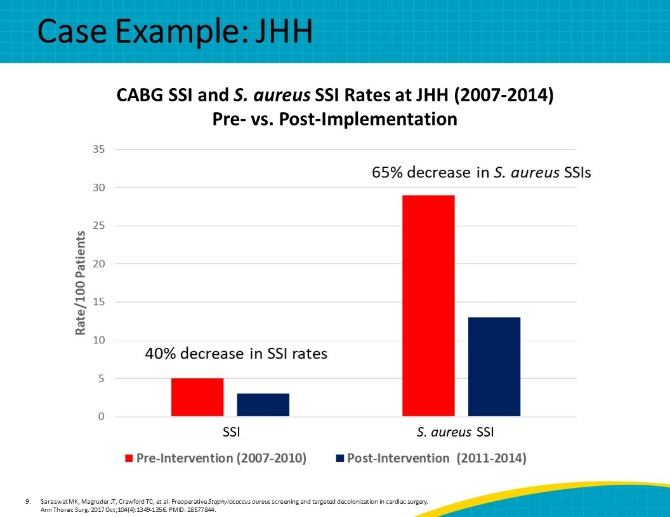 Case Example: JHH
CABG SSI and S. aureus SSI Rates at JHH (2007-2014)
Pre- vs. Post-Implementation
35
65% decrease in S. aureus SSIs
30
25
20
Rate/100 Patients
15
10
40% decrease in SSI rates
5
0
SSI
S. aureus SSI
Pre-Intervention (2007-2010)
Post-Intervention (2011-2014)
9. Saraswat MK, Magruder JT, Crawford TC, et al. Preoperative Staphylococcus aureus screening and targeted decolonization in cardiac surgery.
Ann Thorac Surg. 2017 Oct;104(4):1349-1356. PMID: 28577844.